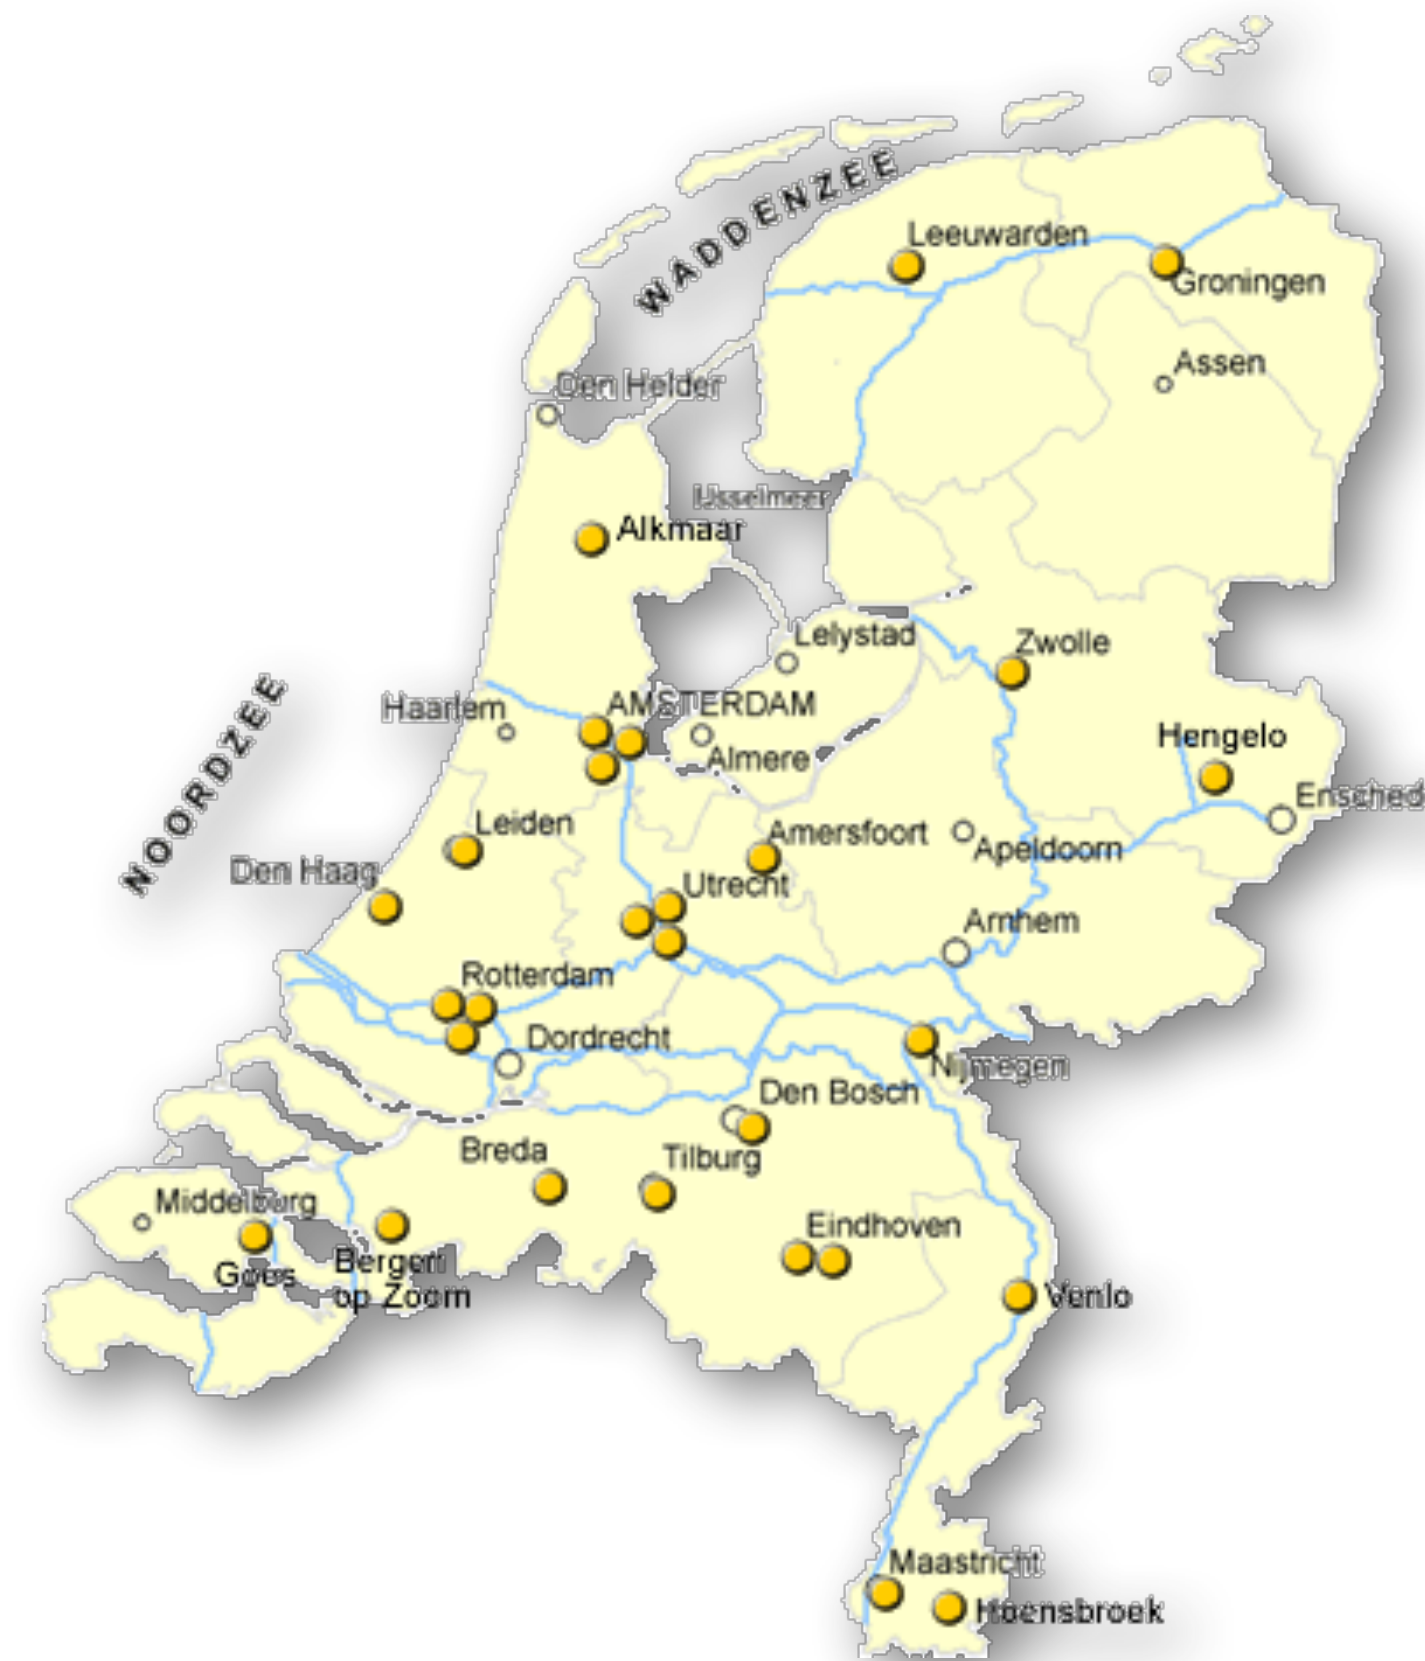 WADDENZEE
Leeuwarden
Groningen
Assen
Den Helder
IJsselmeer
Alkmaar
Lelystad
Zwolle
NOORDZEE
Haarlem
AMSTERDAM
Almere
Hengelo
Ensched
Leiden
Amersfoort
Apeldoorn
Den Haag
Utrecht
Arnhem
Rotterdam
Dordrecht
Nijmegen
Den Bosch
Breda
Tilburg
Middelburg
Eindhoven
Goes
Bergen
op Zoom
Venlo
Maastricht
Hoensbroek